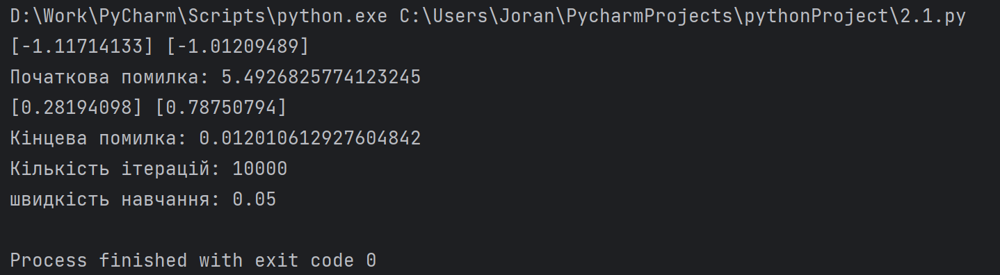 D:\Work\PyCharm\Scripts\python.exe C:\Users\Joran\PycharmProjects\pythonProject\2.1.py
[-1.11714133] [-1.01209489]
Початкова помилка: 5.4926825774123245
[0.28194098] [0.78750794]
Кінцева помилка: 0.012010612927604842
Кількість ітерацій: 10000
швидкість навчання: 0.05
Process finished with exit code 0